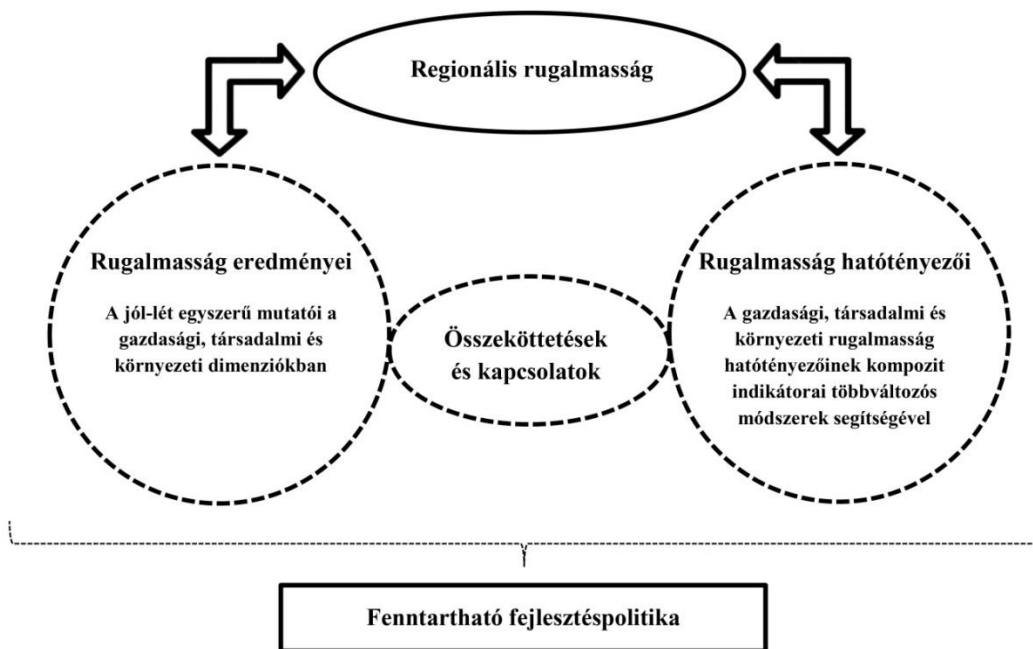 Regionális rugalmasság
Rugalmasság eredményei
A jól-lét egyszerű mutatói a
gazdasági, társadalmi és
környezeti dimenziókban
Összeköttetések
és kapcsolatok
Rugalmasság hatótényezői
A gazdasági, társadalmi és
környezeti rugalmasság
hatótényezőinek kompozit
indikátorai többváltozós
módszerek segítségével
Fenntartható fejlesztéspolitika